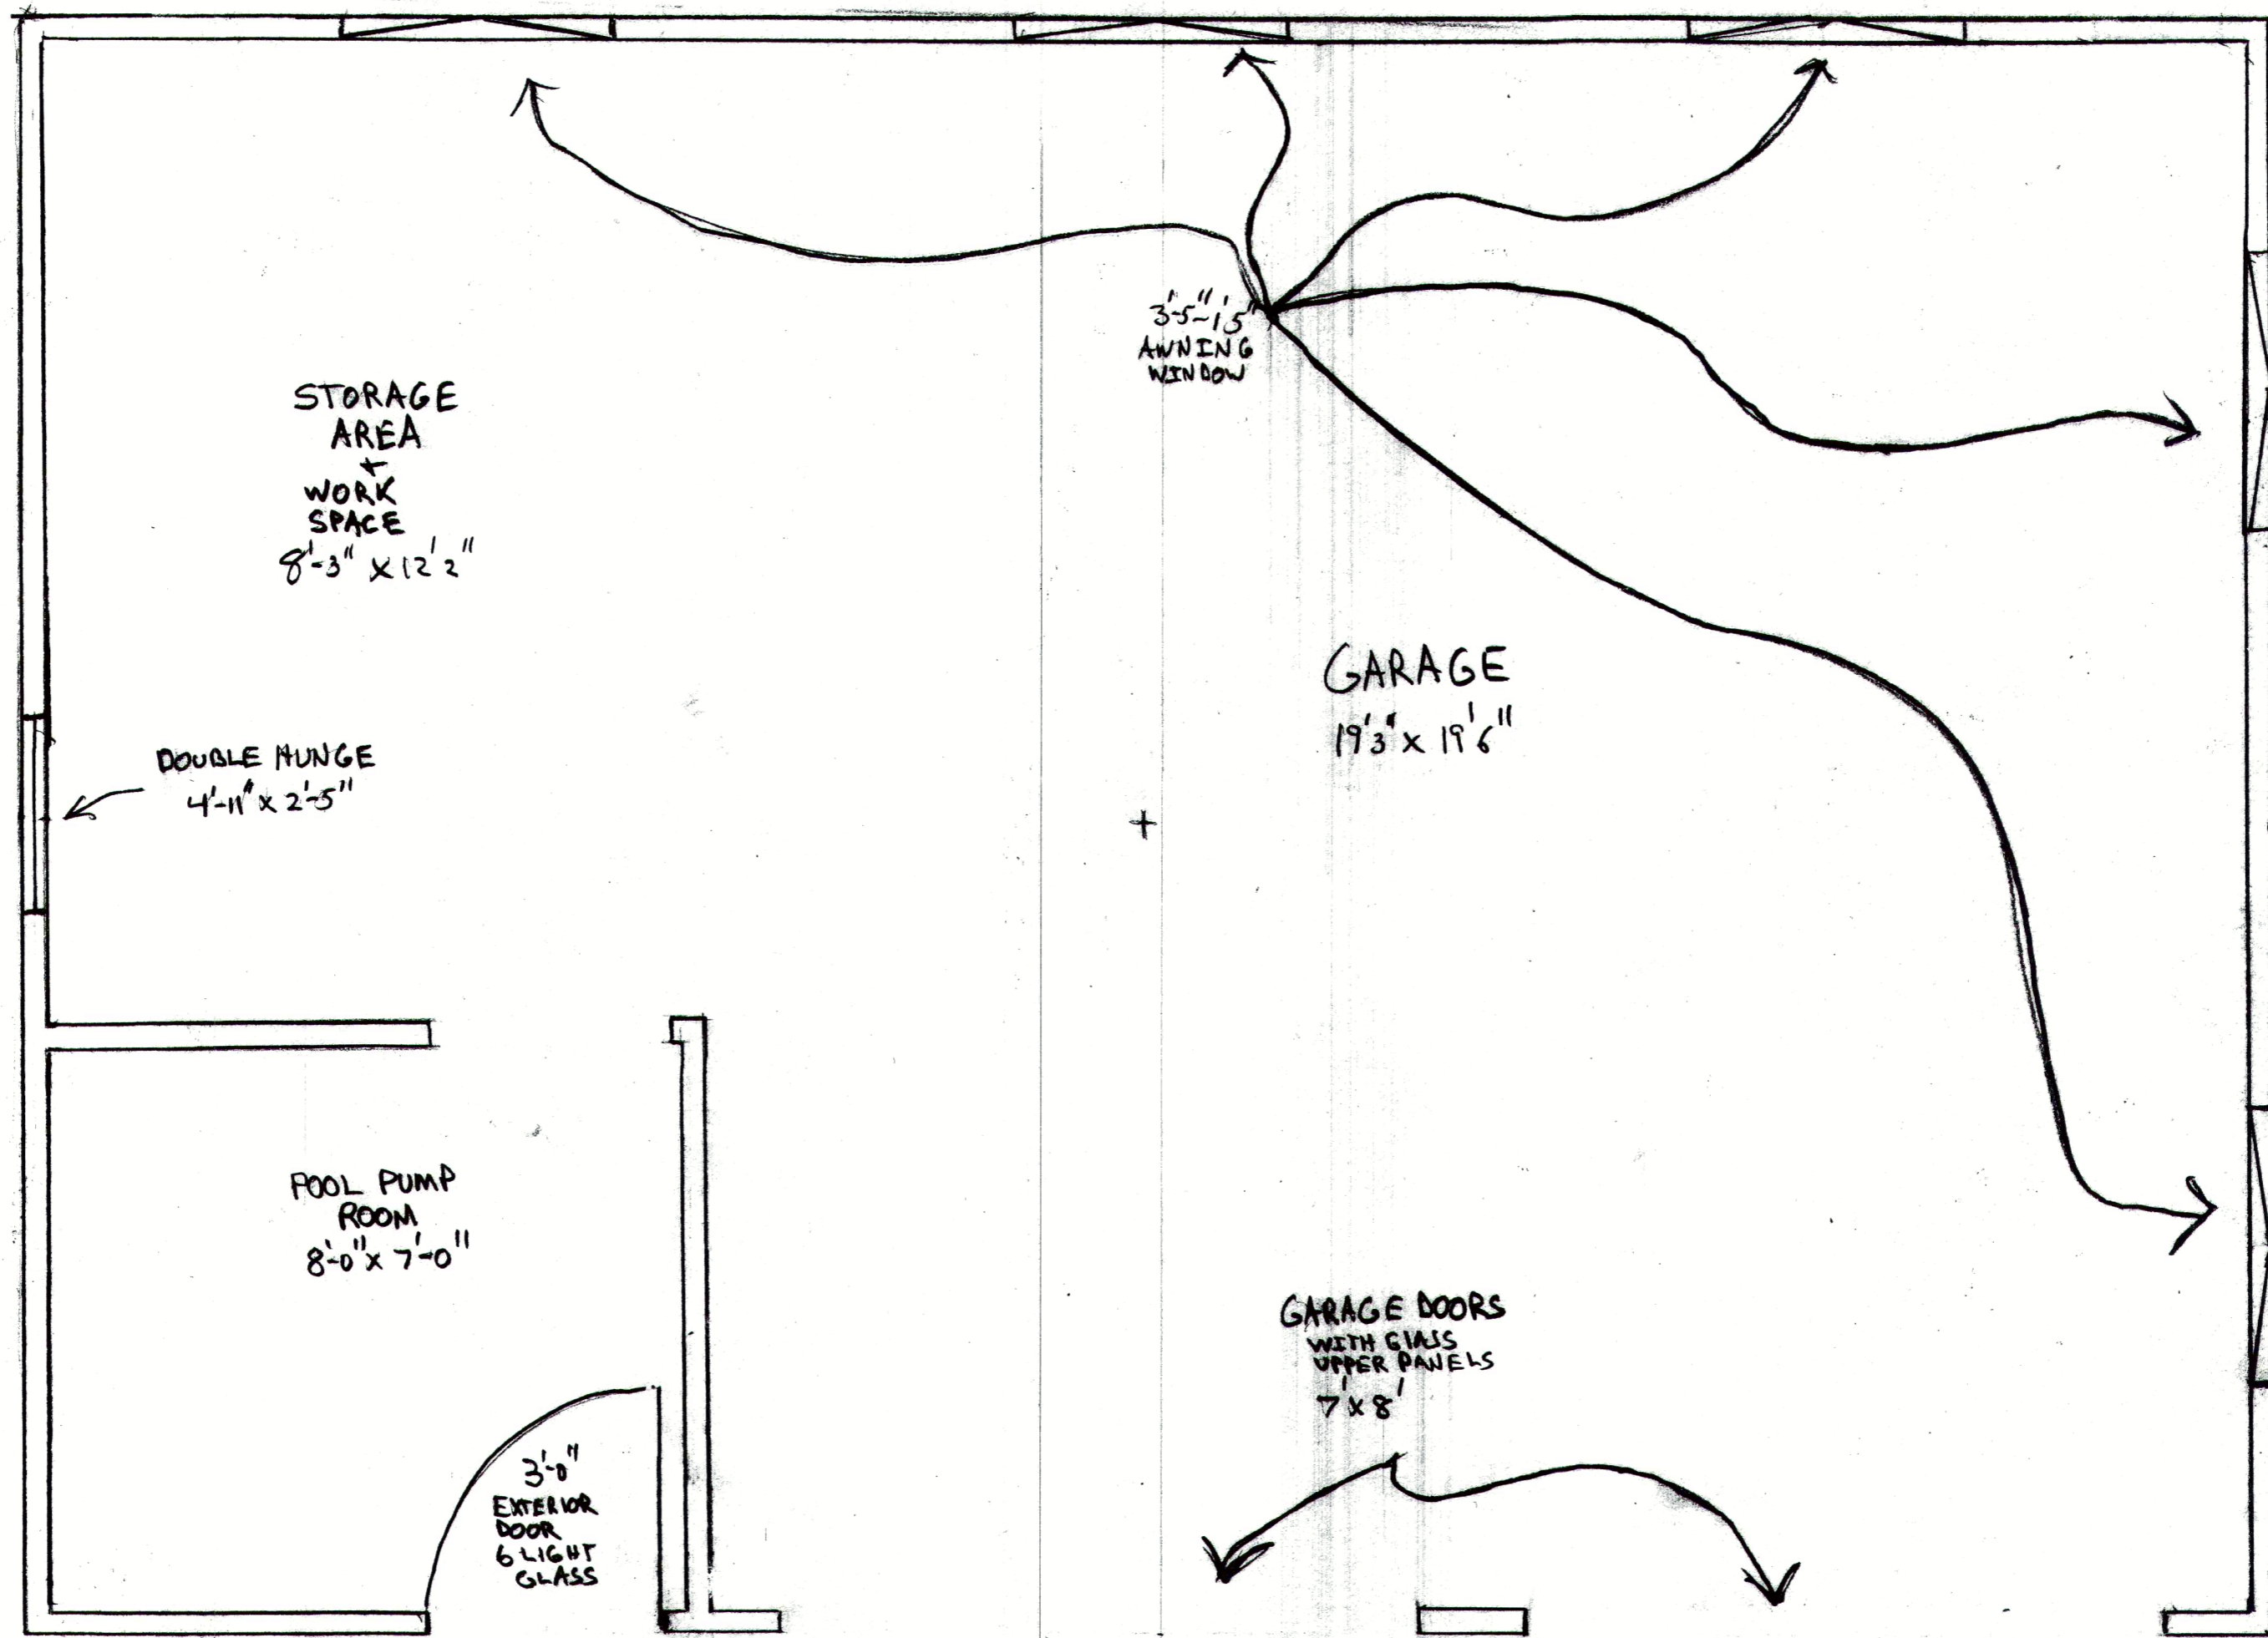 3'-5"-1'5"
AWNING
WINDOW
STORAGE
AREA
+
WORK
SPACE
8'-3" X 12'2"
GARAGE
19'3" X 19'6"
DOUBLE HUNGE
4'-11" X 2'-5"
POOL PUMP
ROOM
8'-0" X 7'-0"
GARAGE DOORS
WITH GLASS
UPPER PANELS
7' X 8'
3'-0"
EXTERIOR
DOOR
6 LIGHT
GLASS